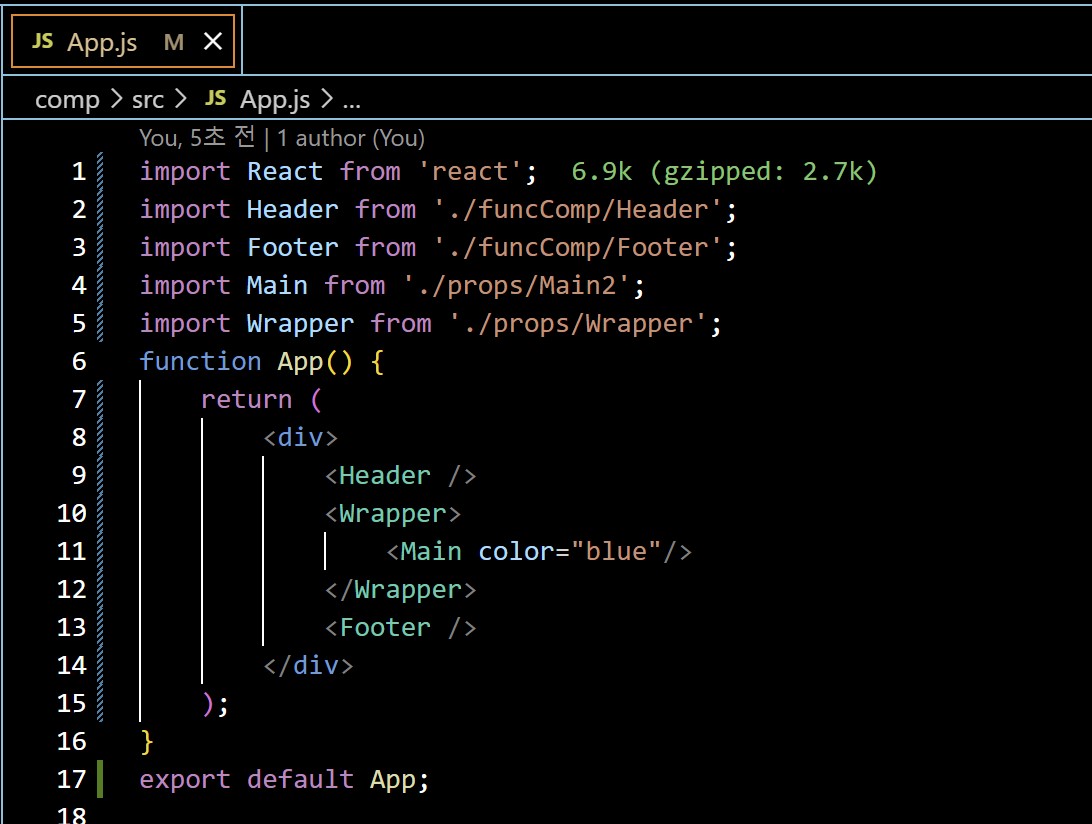 JS App.js M
comp > src > JS App.js > ...
You, 5초 전 | 1 author (You)
1 import React from 'react'; 6.9k (gzipped: 2.7k)
2 import Header from './funcComp/Header';
3 import Footer from './funcComp/Footer';
4 import Main from './props/Main2';
5 import Wrapper from './props/Wrapper';
6 function App() {
7     return (
8         <div>
9             <Header />
10             <Wrapper>
11                 <Main color="blue"/>
12             </Wrapper>
13             <Footer />
14         </div>
15     );
16 }
17 export default App;
18